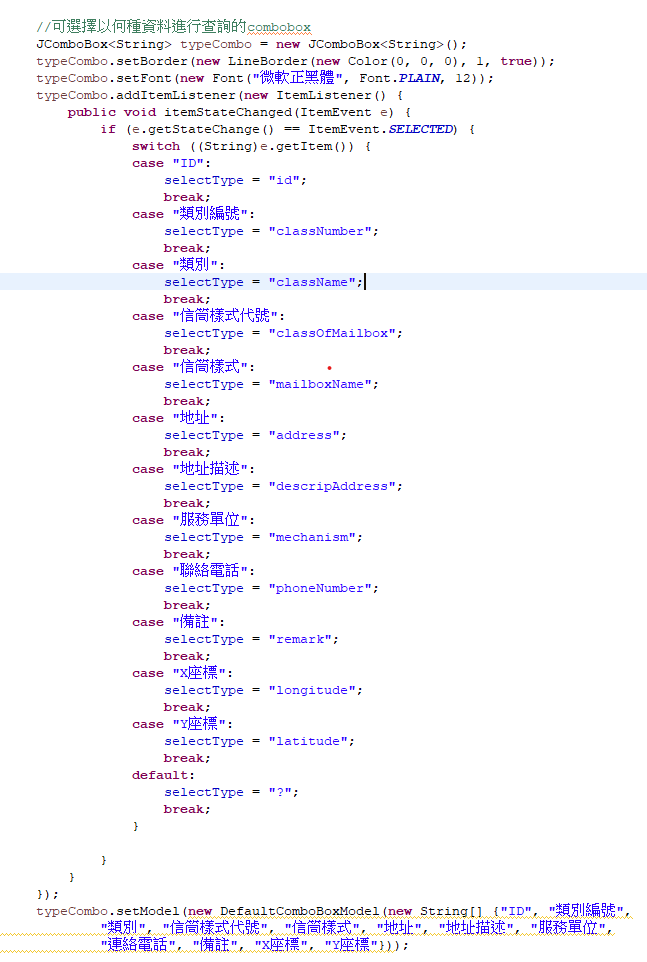 //可選擇以何種資料進行查詢的combobox
JComboBox<String> typeCombo = new JComboBox<String>();
typeCombo.setBorder(new LineBorder(new Color(0, 0, 0), 1, true));
typeCombo.setFont(new Font("微軟正黑體", Font.PLAIN, 12));
typeCombo.addItemListener(new ItemListener() {
    public void itemStateChanged(ItemEvent e) {
        if (e.getStateChange() == ItemEvent.SELECTED) {
            switch ((String)e.getItem()) {
            case "ID":
                selectType = "id";
                break;
            case "類別編號":
                selectType = "classNumber";
                break;
            case "類別":
                selectType = "className";
                break;
            case "信筒樣式代號":
                selectType = "classOfMailbox";
                break;
            case "信筒樣式":
                selectType = "mailboxName";
                break;
            case "地址":
                selectType = "address";
                break;
            case "地址描述":
                selectType = "descripAddress";
                break;
            case "服務單位":
                selectType = "mechanism";
                break;
            case "聯絡電話":
                selectType = "phoneNumber";
                break;
            case "備註":
                selectType = "remark";
                break;
            case "X座標":
                selectType = "longitude";
                break;
            case "Y座標":
                selectType = "latitude";
                break;
            default:
                selectType = "?";
                break;
            }
        }
    }
});
typeCombo.setModel(new DefaultComboBoxModel(new String[] {"ID", "類別編號",
        "類別", "信筒樣式代號", "信筒樣式", "地址", "地址描述", "服務單位",
        "連絡電話", "備註", "X座標", "Y座標"}));